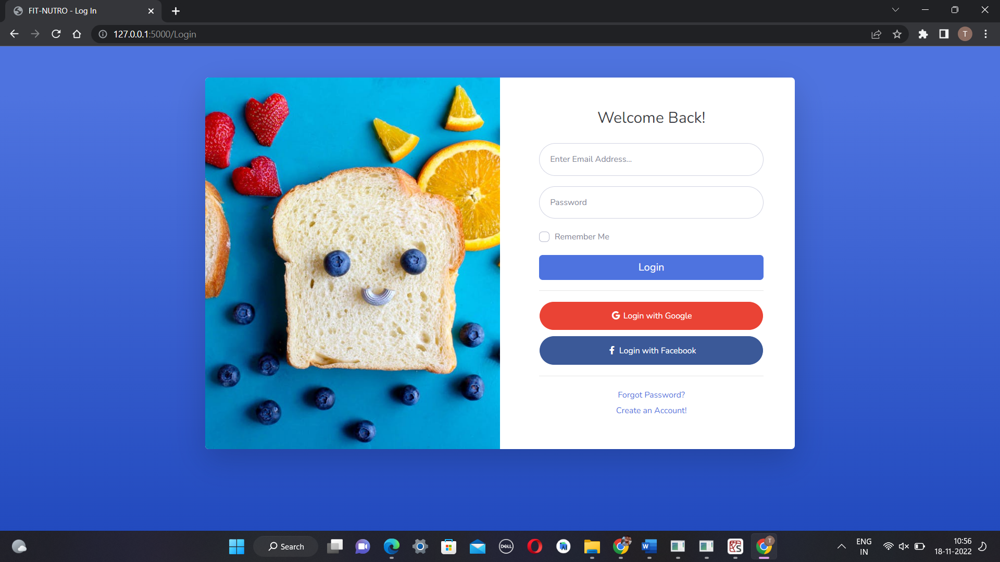 FIT-NUTRO - Log In
127.0.0.1:5000/Login
T
Welcome Back!
Enter Email Address...
Password
Remember Me
Login
G Login with Google
f Login with Facebook
Forgot Password?
Create an Account!
Search
DELL
W
T
ENG
IN
10:56
18-11-2022